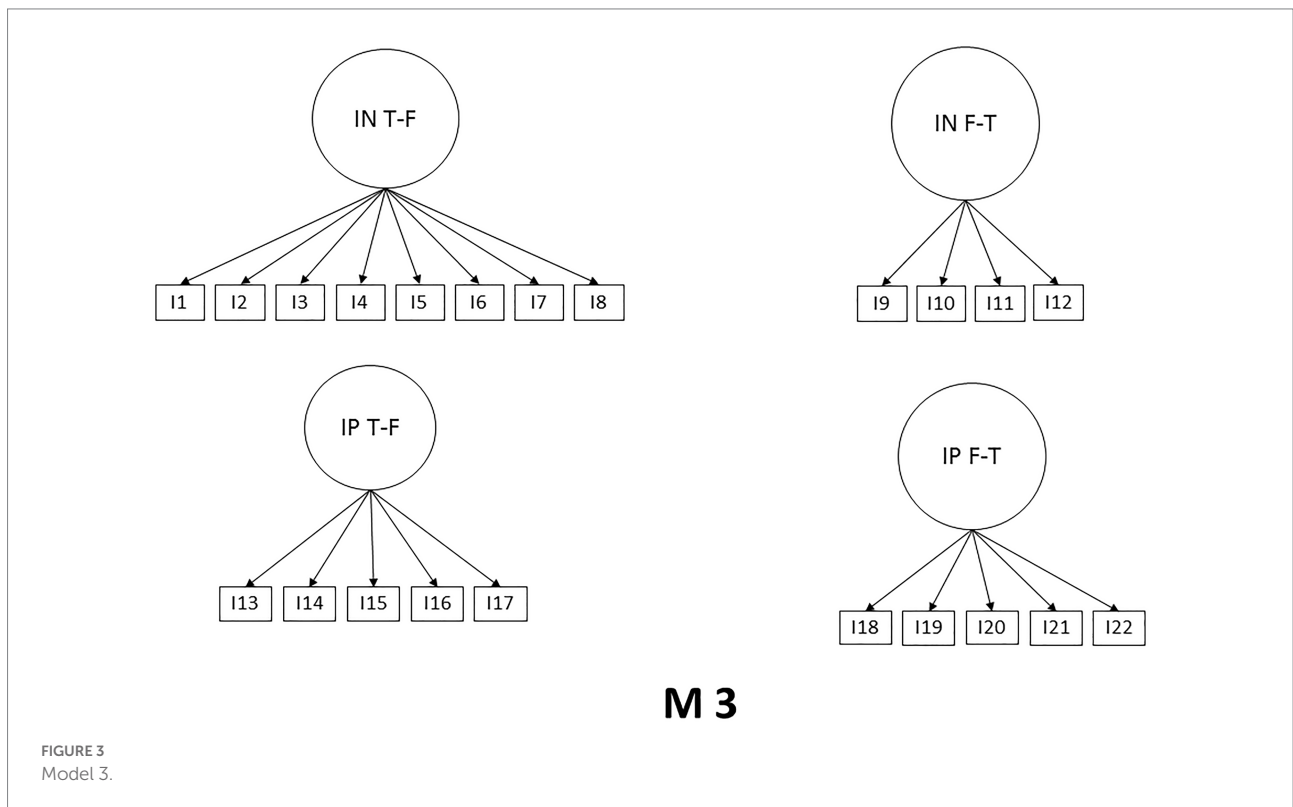 IN T-F
IN F-T
I1 I2 I3 I4 I5 I6 I7 I8
I9 I10 I11 I12
IP T-F
IP F-T
I13 I14 I15 I16 I17
I18 I19 I20 I21 I22
M 3
FIGURE 3
Model 3.